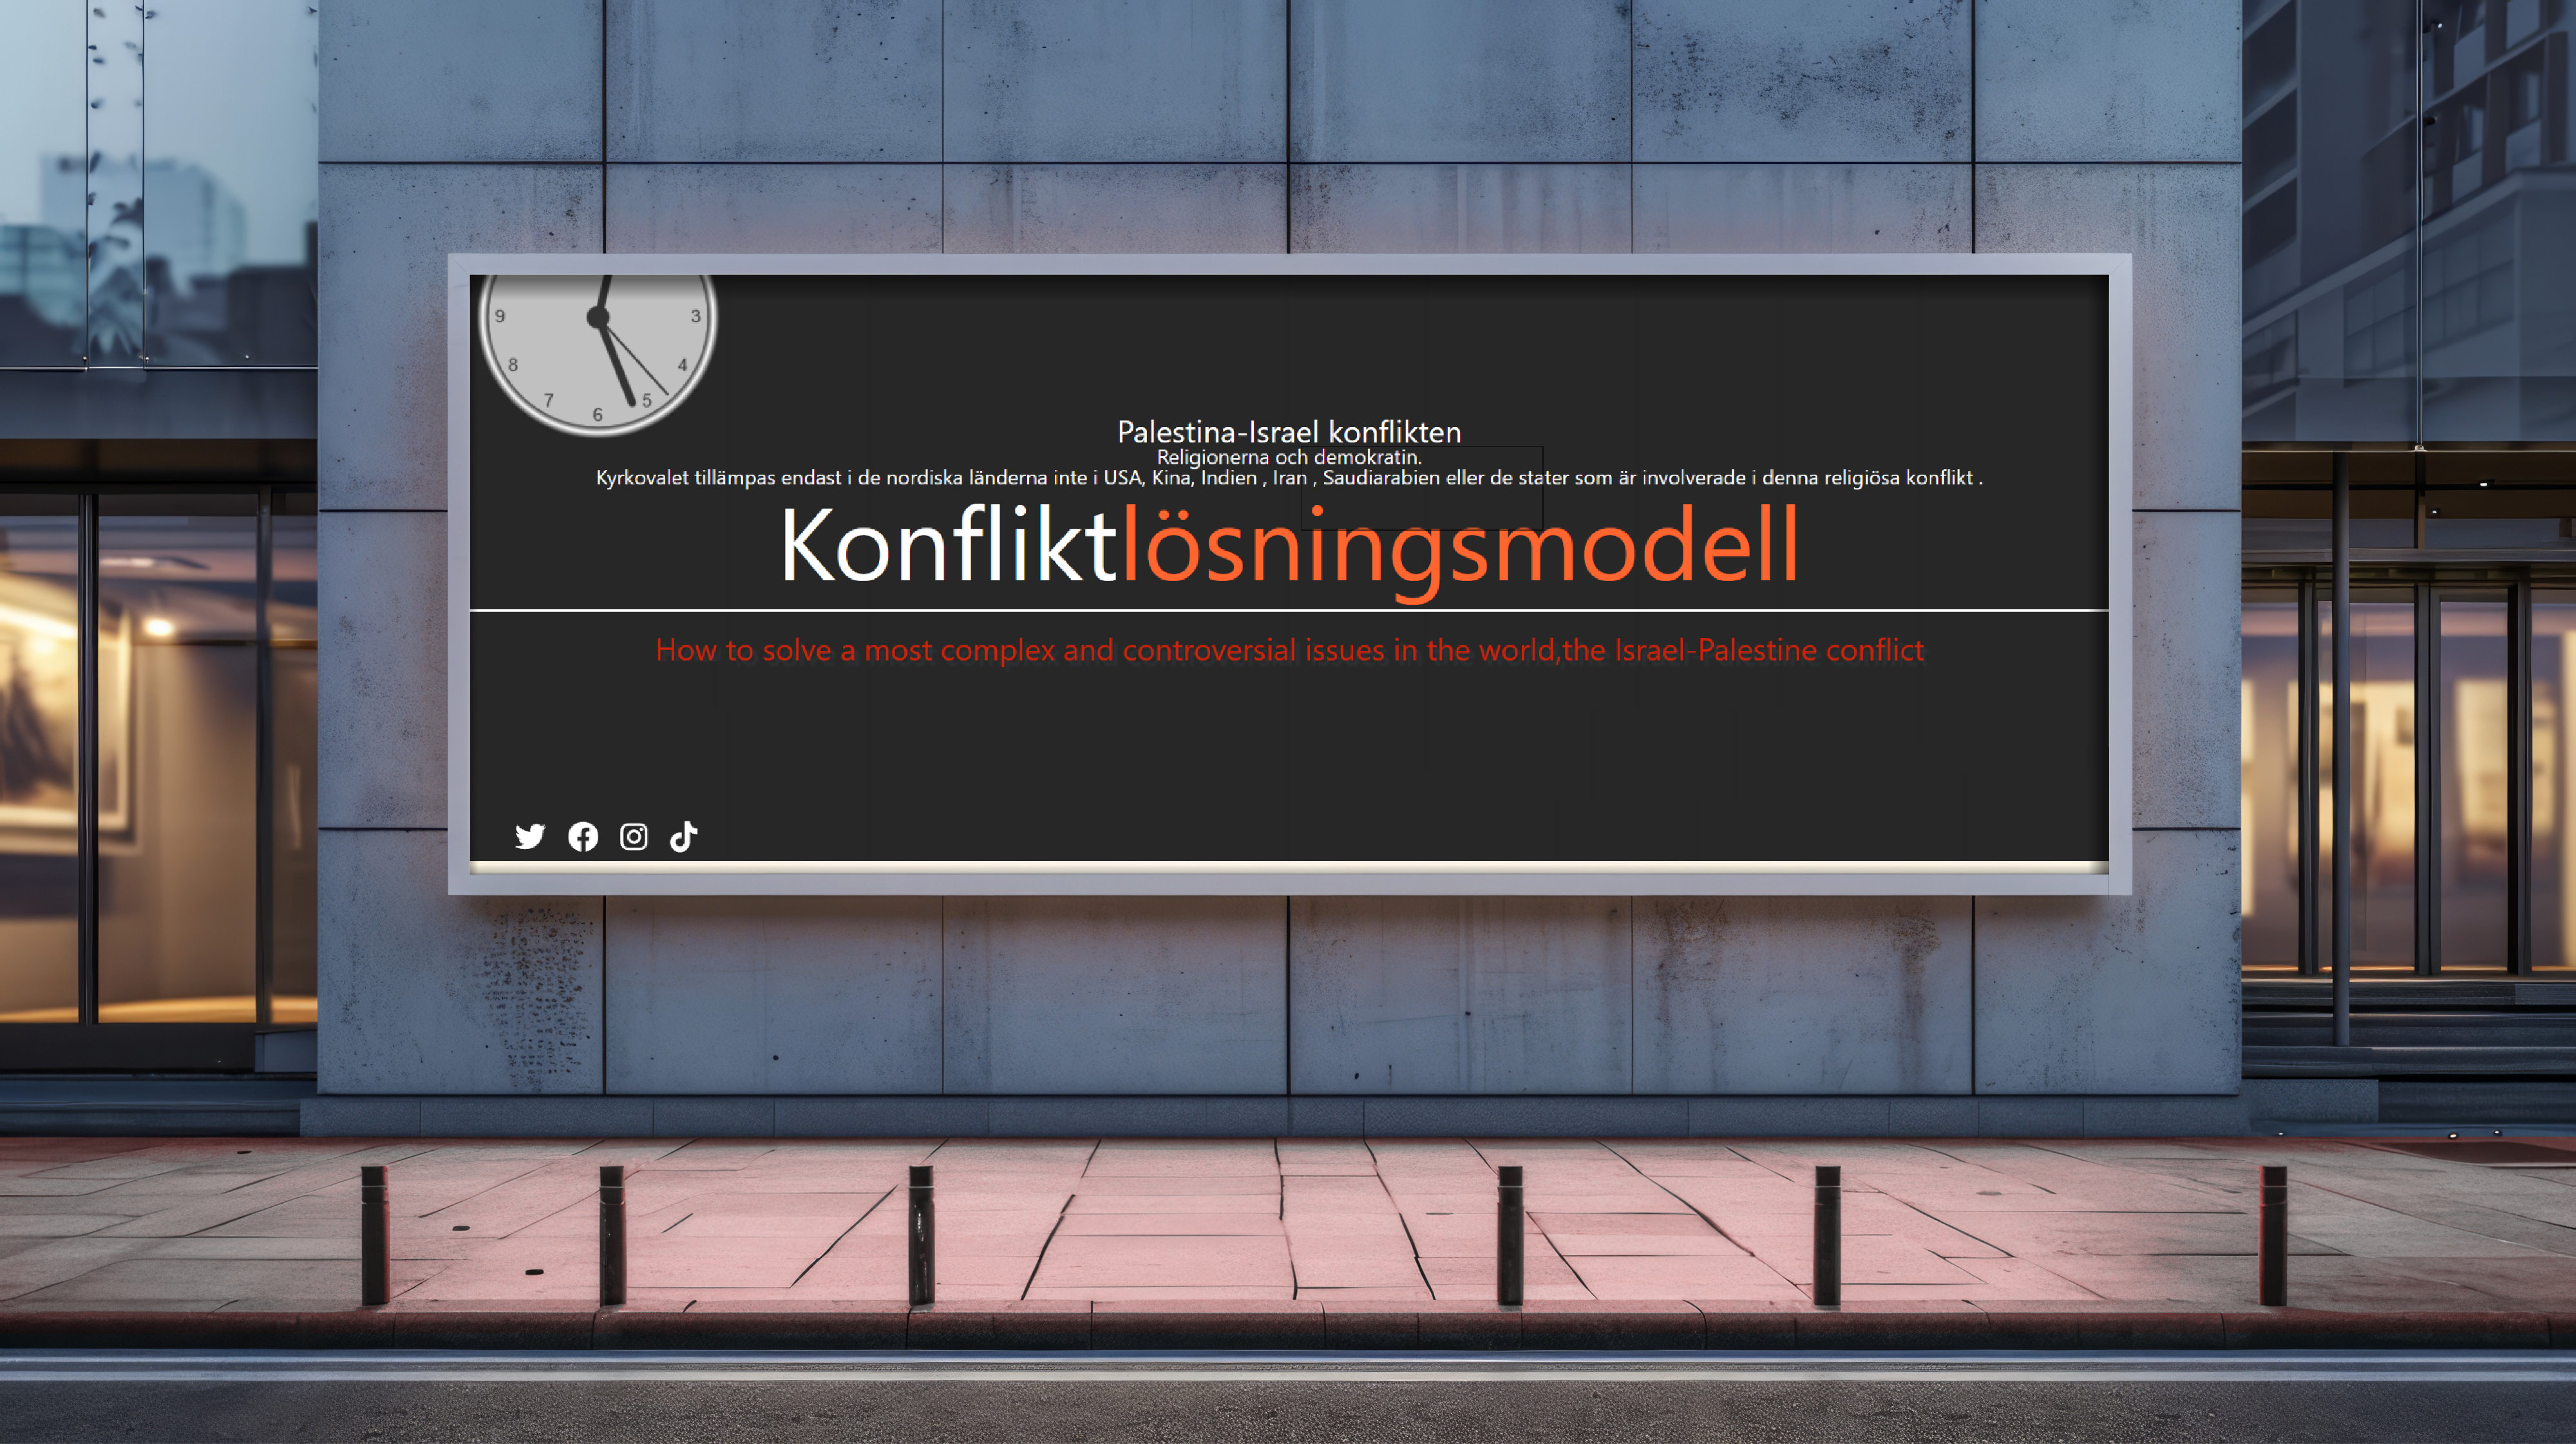 9 3
8 4
7 6 5
Palestina-Israel konflikten
Religionerna och demokratin.
Kyrkovalet tillämpas endast i de nordiska länderna inte i USA, Kina, Indien , Iran , Saudiarabien eller de stater som är involverade i denna religiösa konflikt .
Konfliktlösningsmodell
How to solve a most complex and controversial issues in the world,the Israel-Palestine conflict